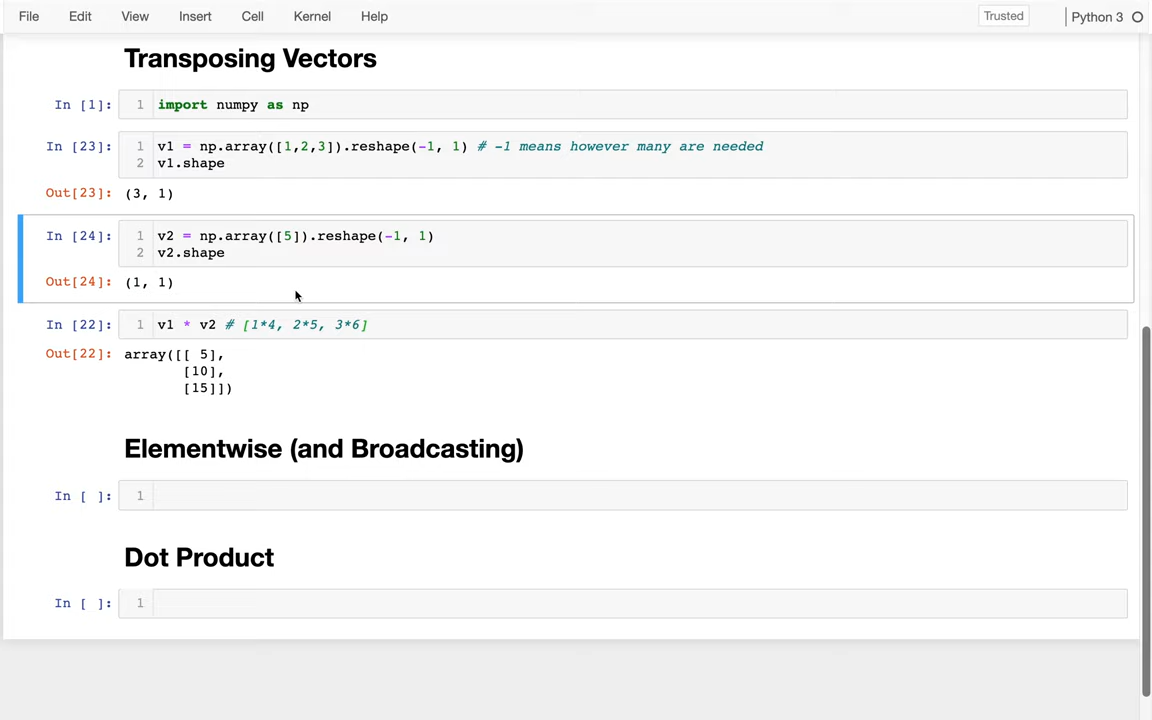 File Edit View Insert Cell Kernel Help Trusted Python 3
Transposing Vectors
In [1]: 1 import numpy as np
In [23]: 1 v1 = np.array([1,2,3]).reshape(-1, 1) # -1 means however many are needed
2 v1.shape
Out[23]: (3, 1)
In [24]: 1 v2 = np.array([5]).reshape(-1, 1)
2 v2.shape
Out[24]: (1, 1)
In [22]: 1 v1 * v2 # [1*4, 2*5, 3*6]
Out[22]: array([[ 5],
[10],
[15]])
Elementwise (and Broadcasting)
In [ ]: 1
Dot Product
In [ ]: 1